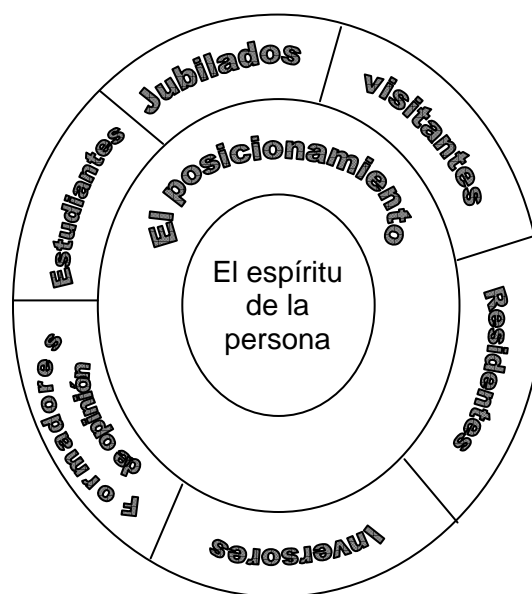 Jubilados
visitantes
Estudiantes
El posicionamiento
El espíritu
de la
persona
Residentes
Formadores
de opinión
Inversores